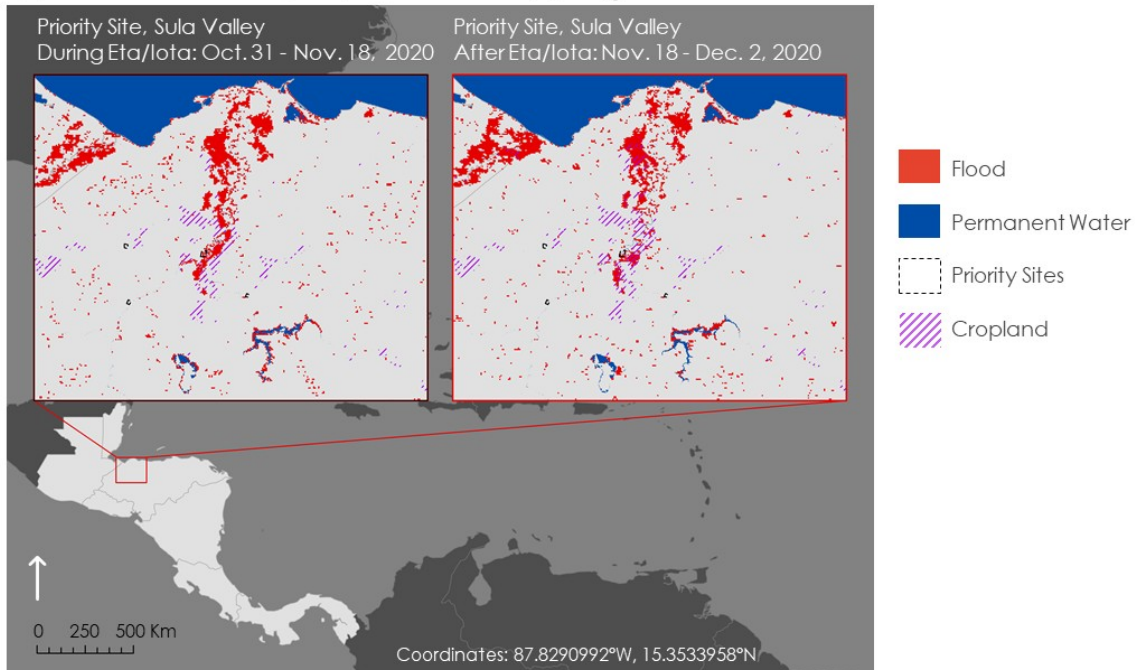 Priority Site, Sula Valley
During Eta/Iota: Oct. 31 - Nov. 18, 2020
Priority Site, Sula Valley
After Eta/Iota: Nov. 18 - Dec. 2, 2020
Flood
Permanent Water
Priority Sites
Cropland
0 250 500 Km
Coordinates: 87.8290992°W, 15.3533958°N